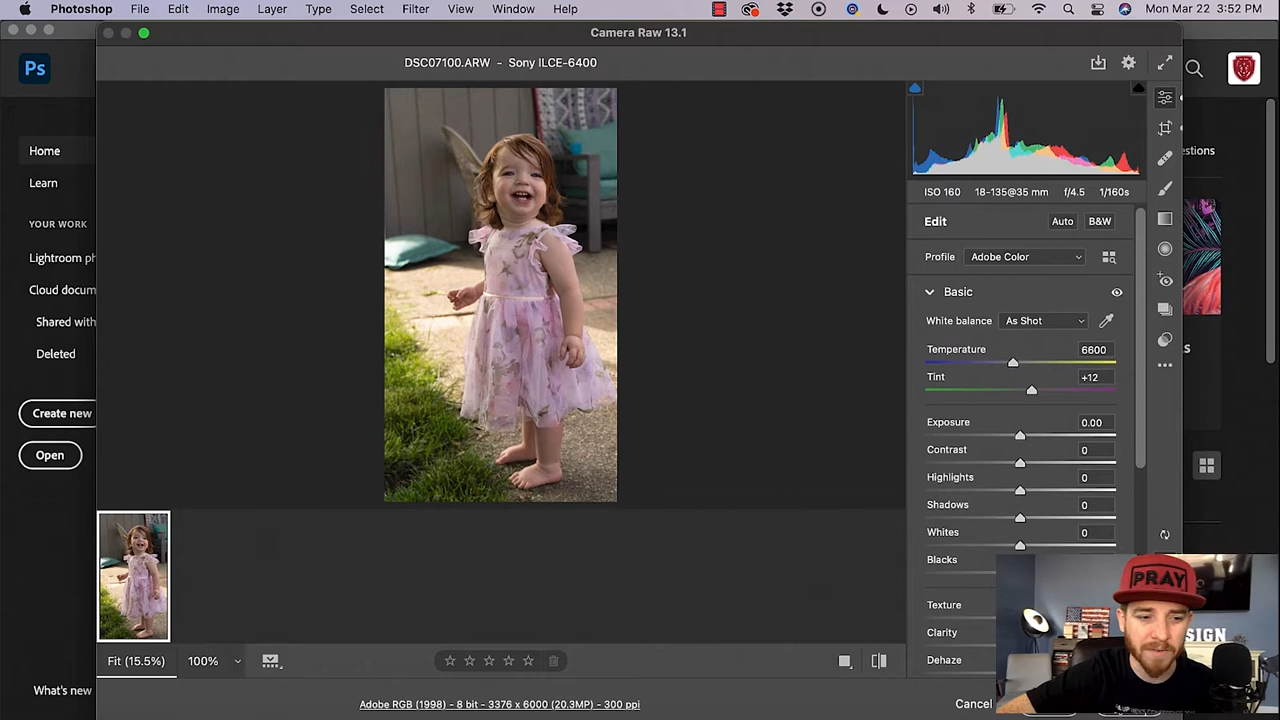 Photoshop File Edit Image Layer Type Select Filter View Window Help Mon Mar 22 3:52 PM
Camera Raw 13.1
Ps
DSC07100.ARW - Sony ILCE-6400
Home
Learn
YOUR WORK
Lightroom ph
Cloud docum
Shared with
Deleted
Create new
Open
What's new
estions
s
ISO 160 18-135@35 mm f/4.5 1/160s
Edit Auto B&W
Profile Adobe Color
Basic
White balance As Shot
Temperature 6600
Tint +12
Exposure 0.00
Contrast 0
Highlights 0
Shadows 0
Whites 0
Blacks
Texture
Clarity
Dehaze
PRAY
SIGN
Fit (15.5%) 100%
Adobe RGB (1998) - 8 bit - 3376 x 6000 (20.3MP) - 300 ppi
Cancel